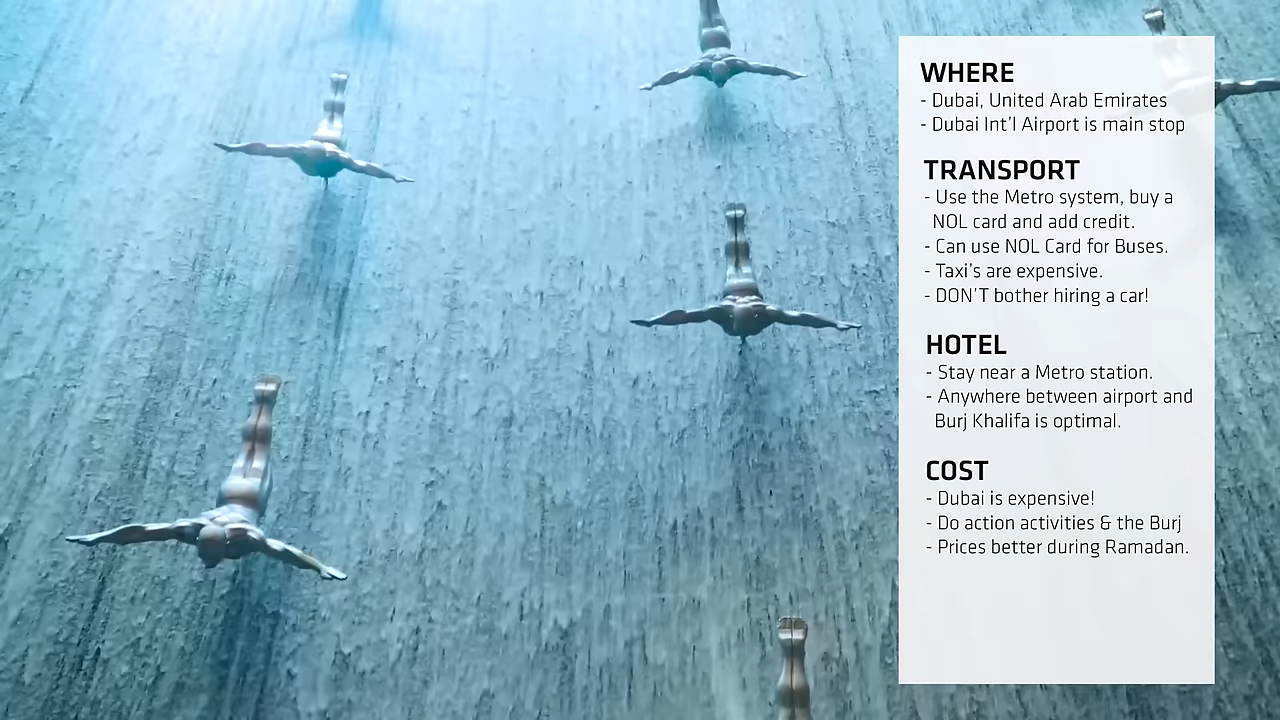 WHERE
- Dubai, United Arab Emirates
- Dubai Int'l Airport is main stop
TRANSPORT
- Use the Metro system, buy a
NOL card and add credit.
- Can use NOL Card for Buses.
- Taxi's are expensive.
- DON'T bother hiring a car!
HOTEL
- Stay near a Metro station.
- Anywhere between airport and
Burj Khalifa is optimal.
COST
- Dubai is expensive!
- Do action activities & the Burj
- Prices better during Ramadan.